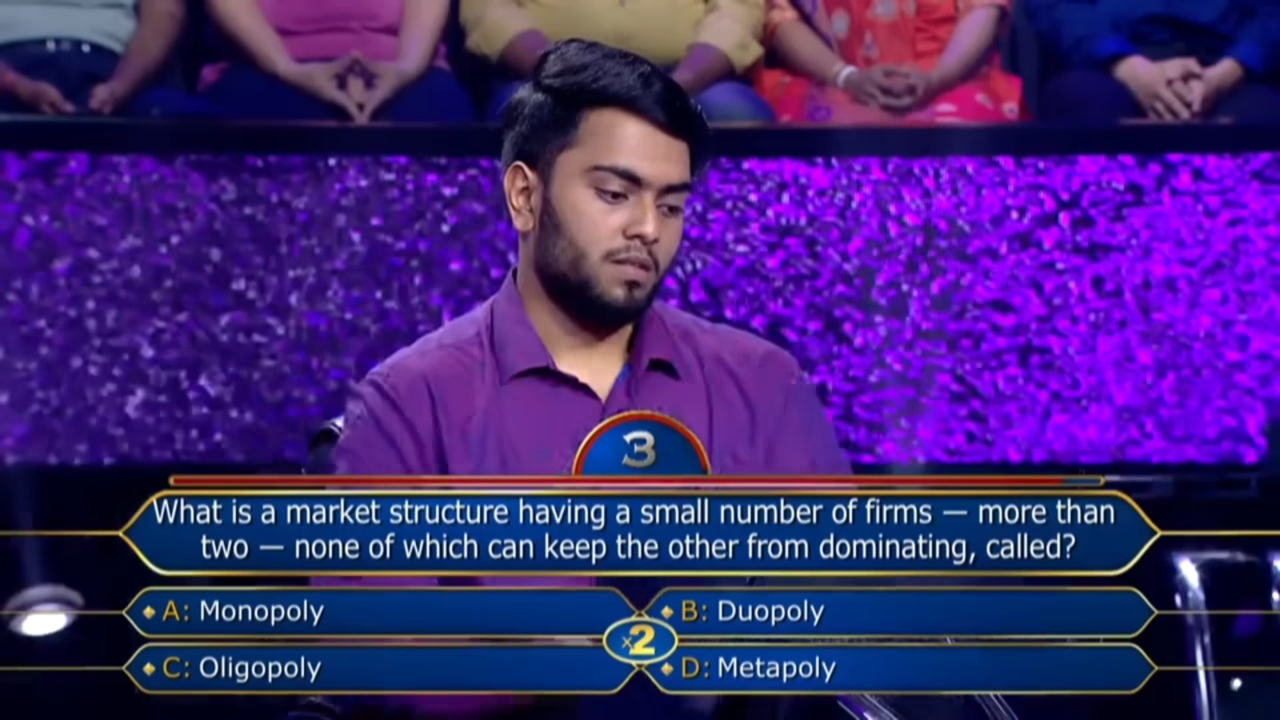 3
What is a market structure having a small number of firms — more than
two — none of which can keep the other from dominating, called?
A: Monopoly
B: Duopoly
x2
C: Oligopoly
D: Metapoly